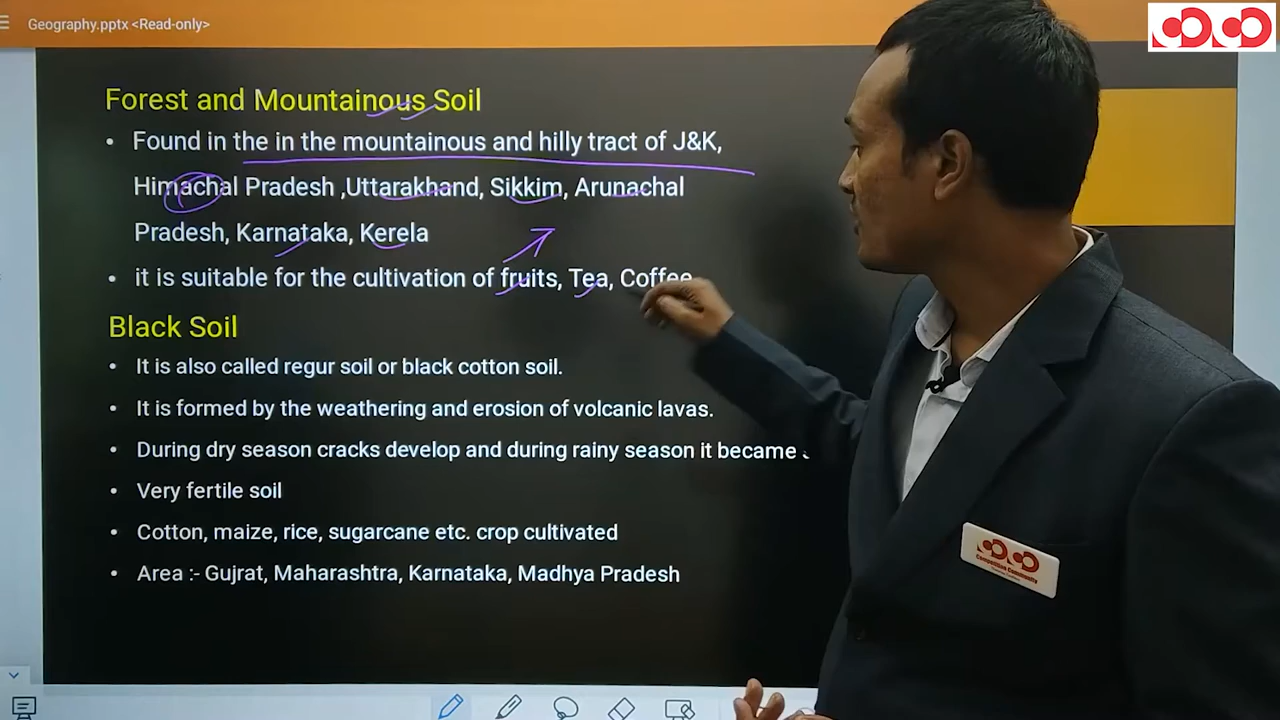 Geography.pptx <Read-only>
Forest and Mountainous Soil
• Found in the in the mountainous and hilly tract of J&K,
Himachal Pradesh ,Uttarakhand, Sikkim, Arunachal
Pradesh, Karnataka, Kerela
• it is suitable for the cultivation of fruits, Tea, Coffee
Black Soil
• It is also called regur soil or black cotton soil.
• It is formed by the weathering and erosion of volcanic lavas.
• During dry season cracks develop and during rainy season it became
• Very fertile soil
• Cotton, maize, rice, sugarcane etc. crop cultivated
• Area :- Gujrat, Maharashtra, Karnataka, Madhya Pradesh
Competitive Community